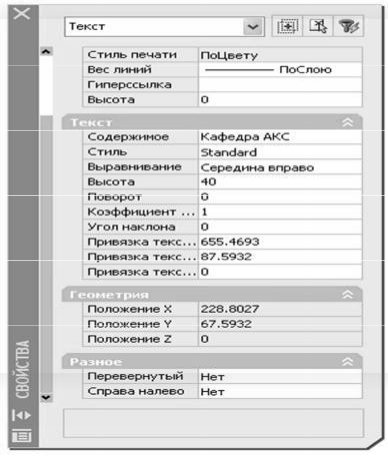 Текст
Стиль печати ПоЦвету
Вес линий ПоСлою
Гиперссылка
Высота 0
Текст
Содержимое Кафедра АКС
Стиль Standard
Выравнивание Середина вправо
Высота 40
Поворот 0
Коэффициент ... 1
Угол наклона 0
Привязка текс... 655.4693
Привязка текс... 87.5932
Привязка текс... 0
Геометрия
Положение X 228.8027
Положение Y 67.5932
Положение Z 0
Разное
Перевернутый Нет
Справа налево Нет
СВОЙСТВА